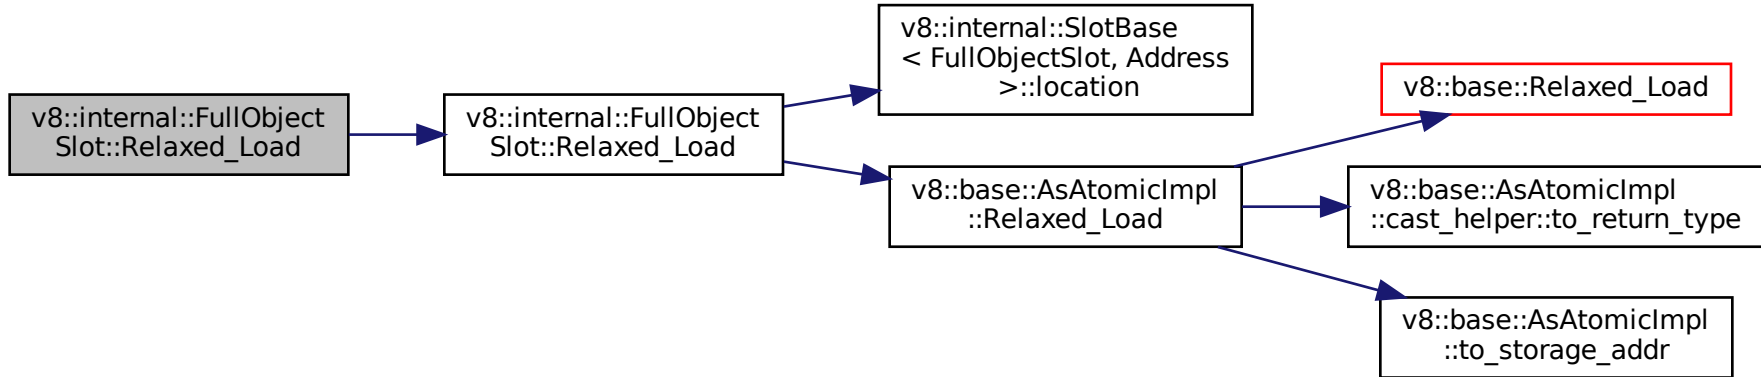 v8::internal::FullObject
Slot::Relaxed_Load
v8::internal::FullObject
Slot::Relaxed_Load
v8::internal::SlotBase
< FullObjectSlot, Address
>::location
v8::base::AsAtomicImpl
::Relaxed_Load
v8::base::Relaxed_Load
v8::base::AsAtomicImpl
::cast_helper::to_return_type
v8::base::AsAtomicImpl
::to_storage_addr